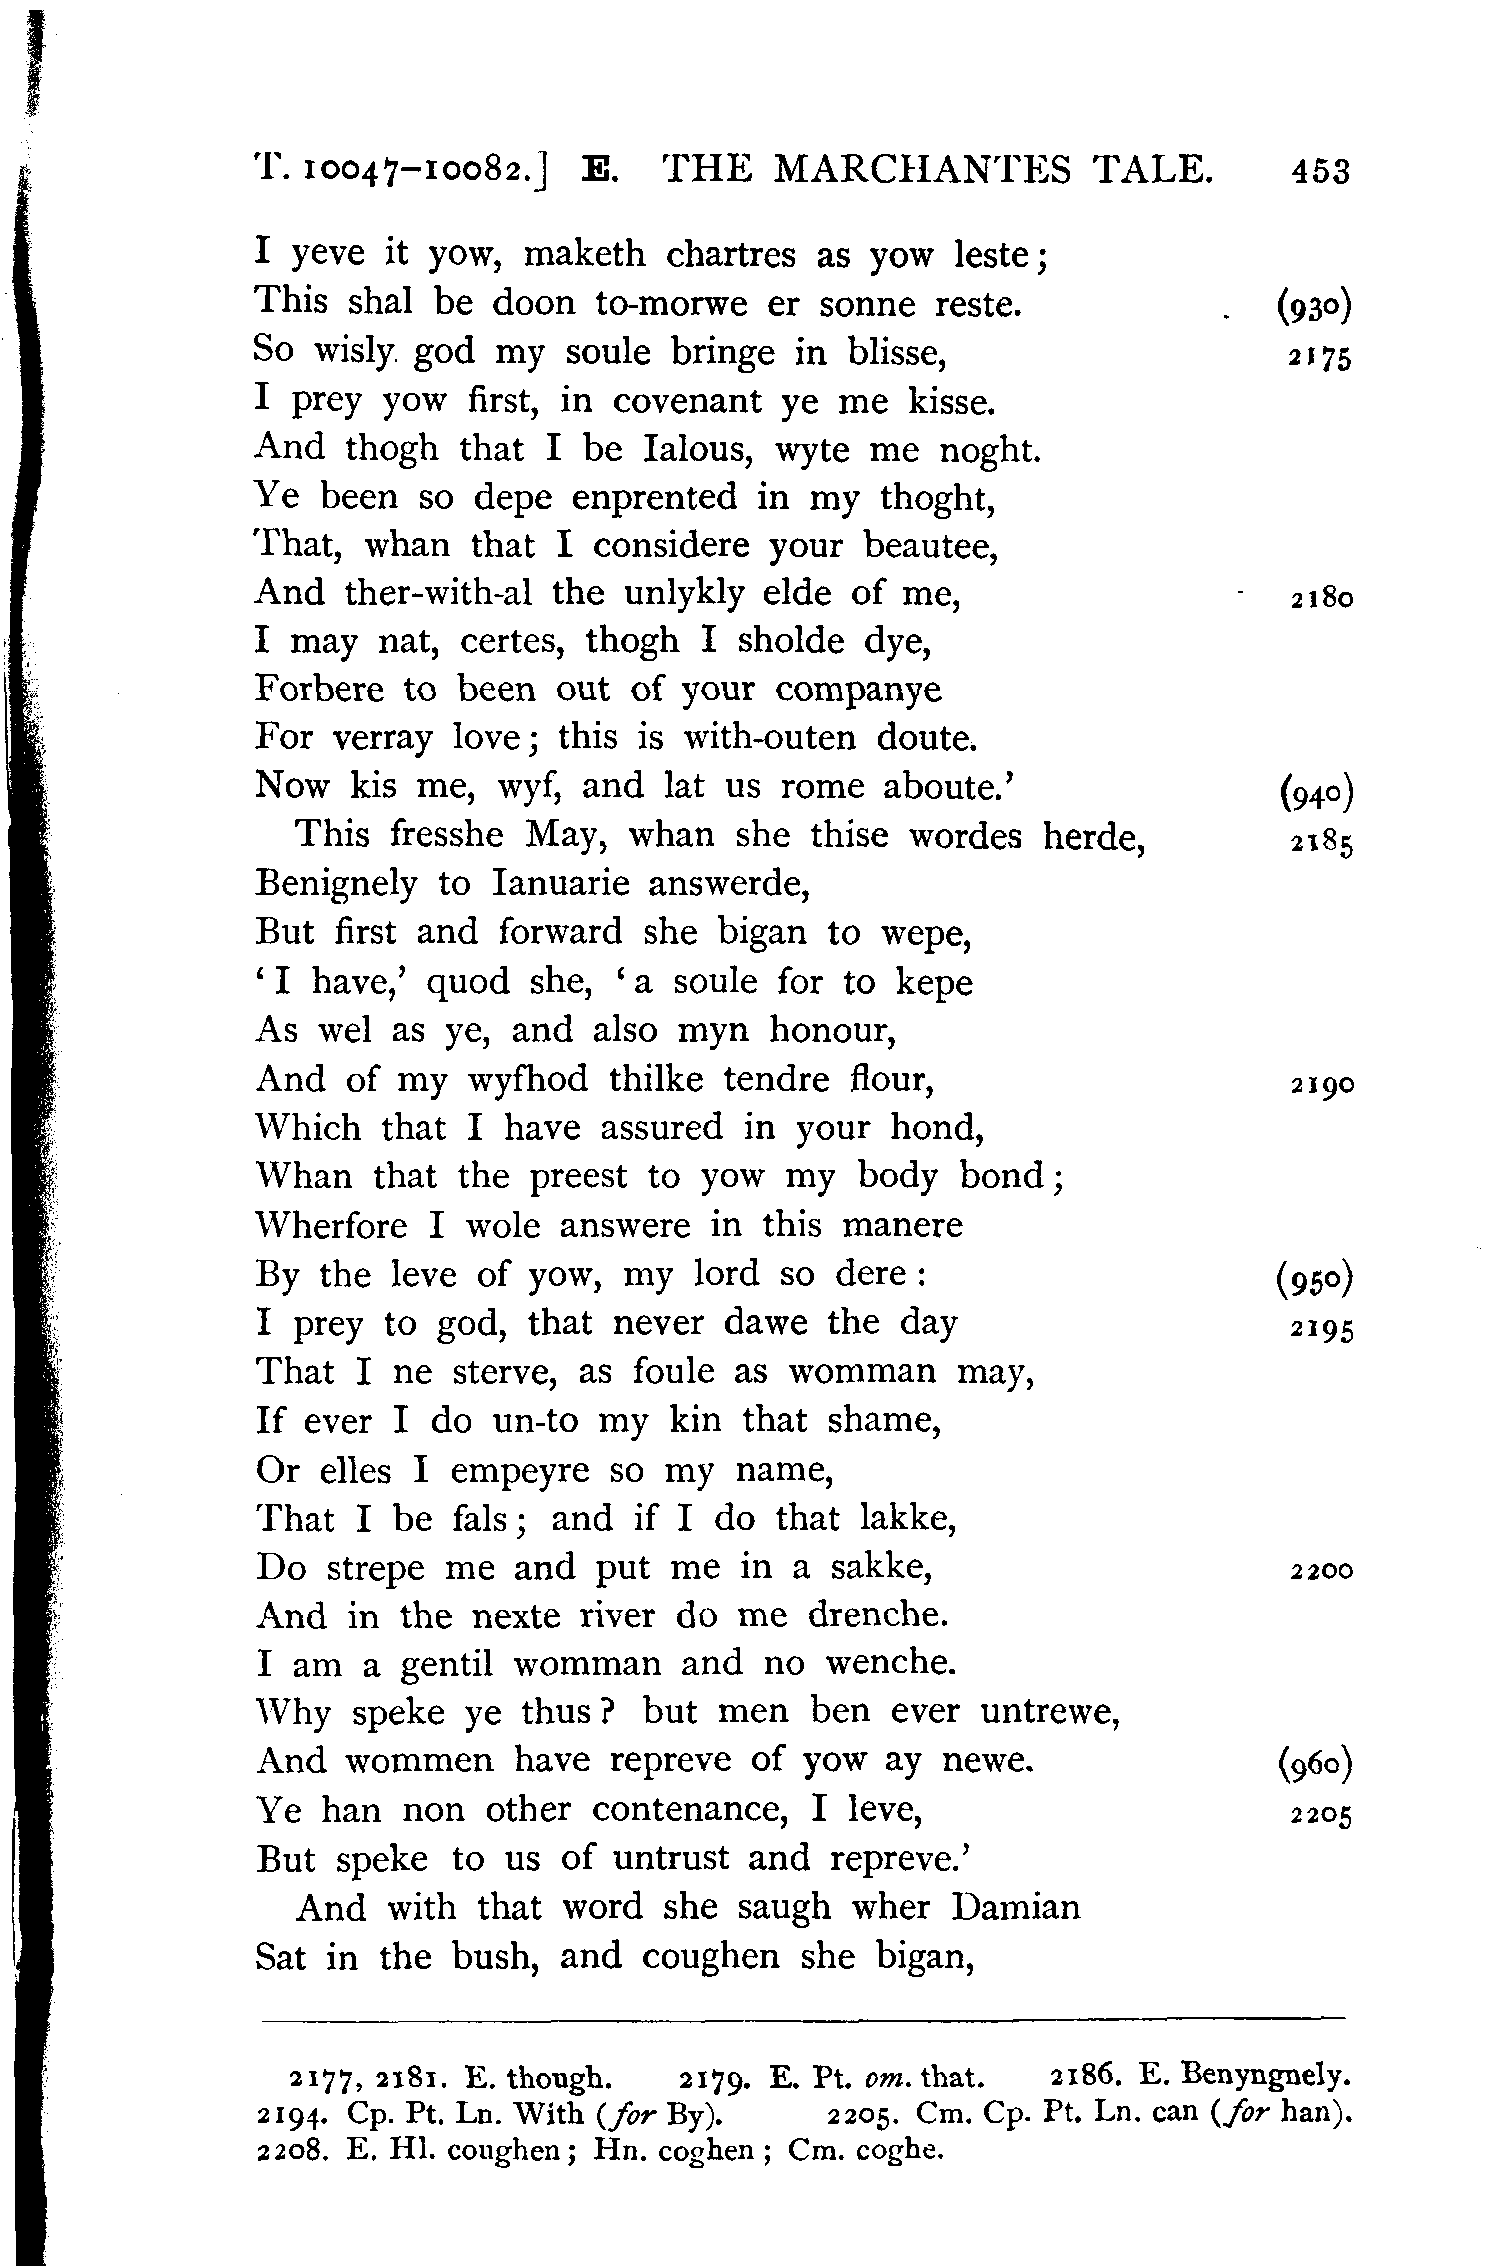 T. 10047–10082.] E. THE MARCHANTES TALE. 453
I yeve it yow, maketh chartres as yow leste;
This shal be doon to-morwe er sonne reste. (930)
So wisly god my soule bringe in blisse, 2175
I prey yow first, in covenant ye me kisse.
And thogh that I be Ialous, wyte me noght.
Ye been so depe enprented in my thoght,
That, whan that I considere your beautee,
And ther-with-al the unlykly elde of me, 2180
I may nat, certes, thogh I sholde dye,
Forbere to been out of your companye
For verray love; this is with-outen doute.
Now kis me, wyf, and lat us rome aboute.’ (940)
This fresshe May, whan she thise wordes herde, 2185
Benignely to Ianuarie answerde,
But first and forward she bigan to wepe,
‘I have,’ quod she, ‘a soule for to kepe
As wel as ye, and also myn honour,
And of my wyfhod thilke tendre flour, 2190
Which that I have assured in your hond,
Whan that the preest to yow my body bond;
Wherfore I wole answere in this manere
By the leve of yow, my lord so dere: (950)
I prey to god, that never dawe the day 2195
That I ne sterve, as foule as womman may,
If ever I do un-to my kin that shame,
Or elles I empeyre so my name,
That I be fals; and if I do that lakke,
Do strepe me and put me in a sakke, 2200
And in the nexte river do me drenche.
I am a gentil womman and no wenche.
Why speke ye thus? but men ben ever untrewe,
And wommen have repreve of yow ay newe. (960)
Ye han non other contenance, I leve, 2205
But speke to us of untrust and repreve.’
And with that word she saugh wher Damian
Sat in the bush, and coughen she bigan,
2177, 2181. E. though. 2179. E. Pt. om. that. 2186. E. Benyngnely.
2194. Cp. Pt. Ln. With (for By). 2205. Cm. Cp. Pt. Ln. can (for han).
2208. E. Hl. coughen; Hn. coghen; Cm. coghe.